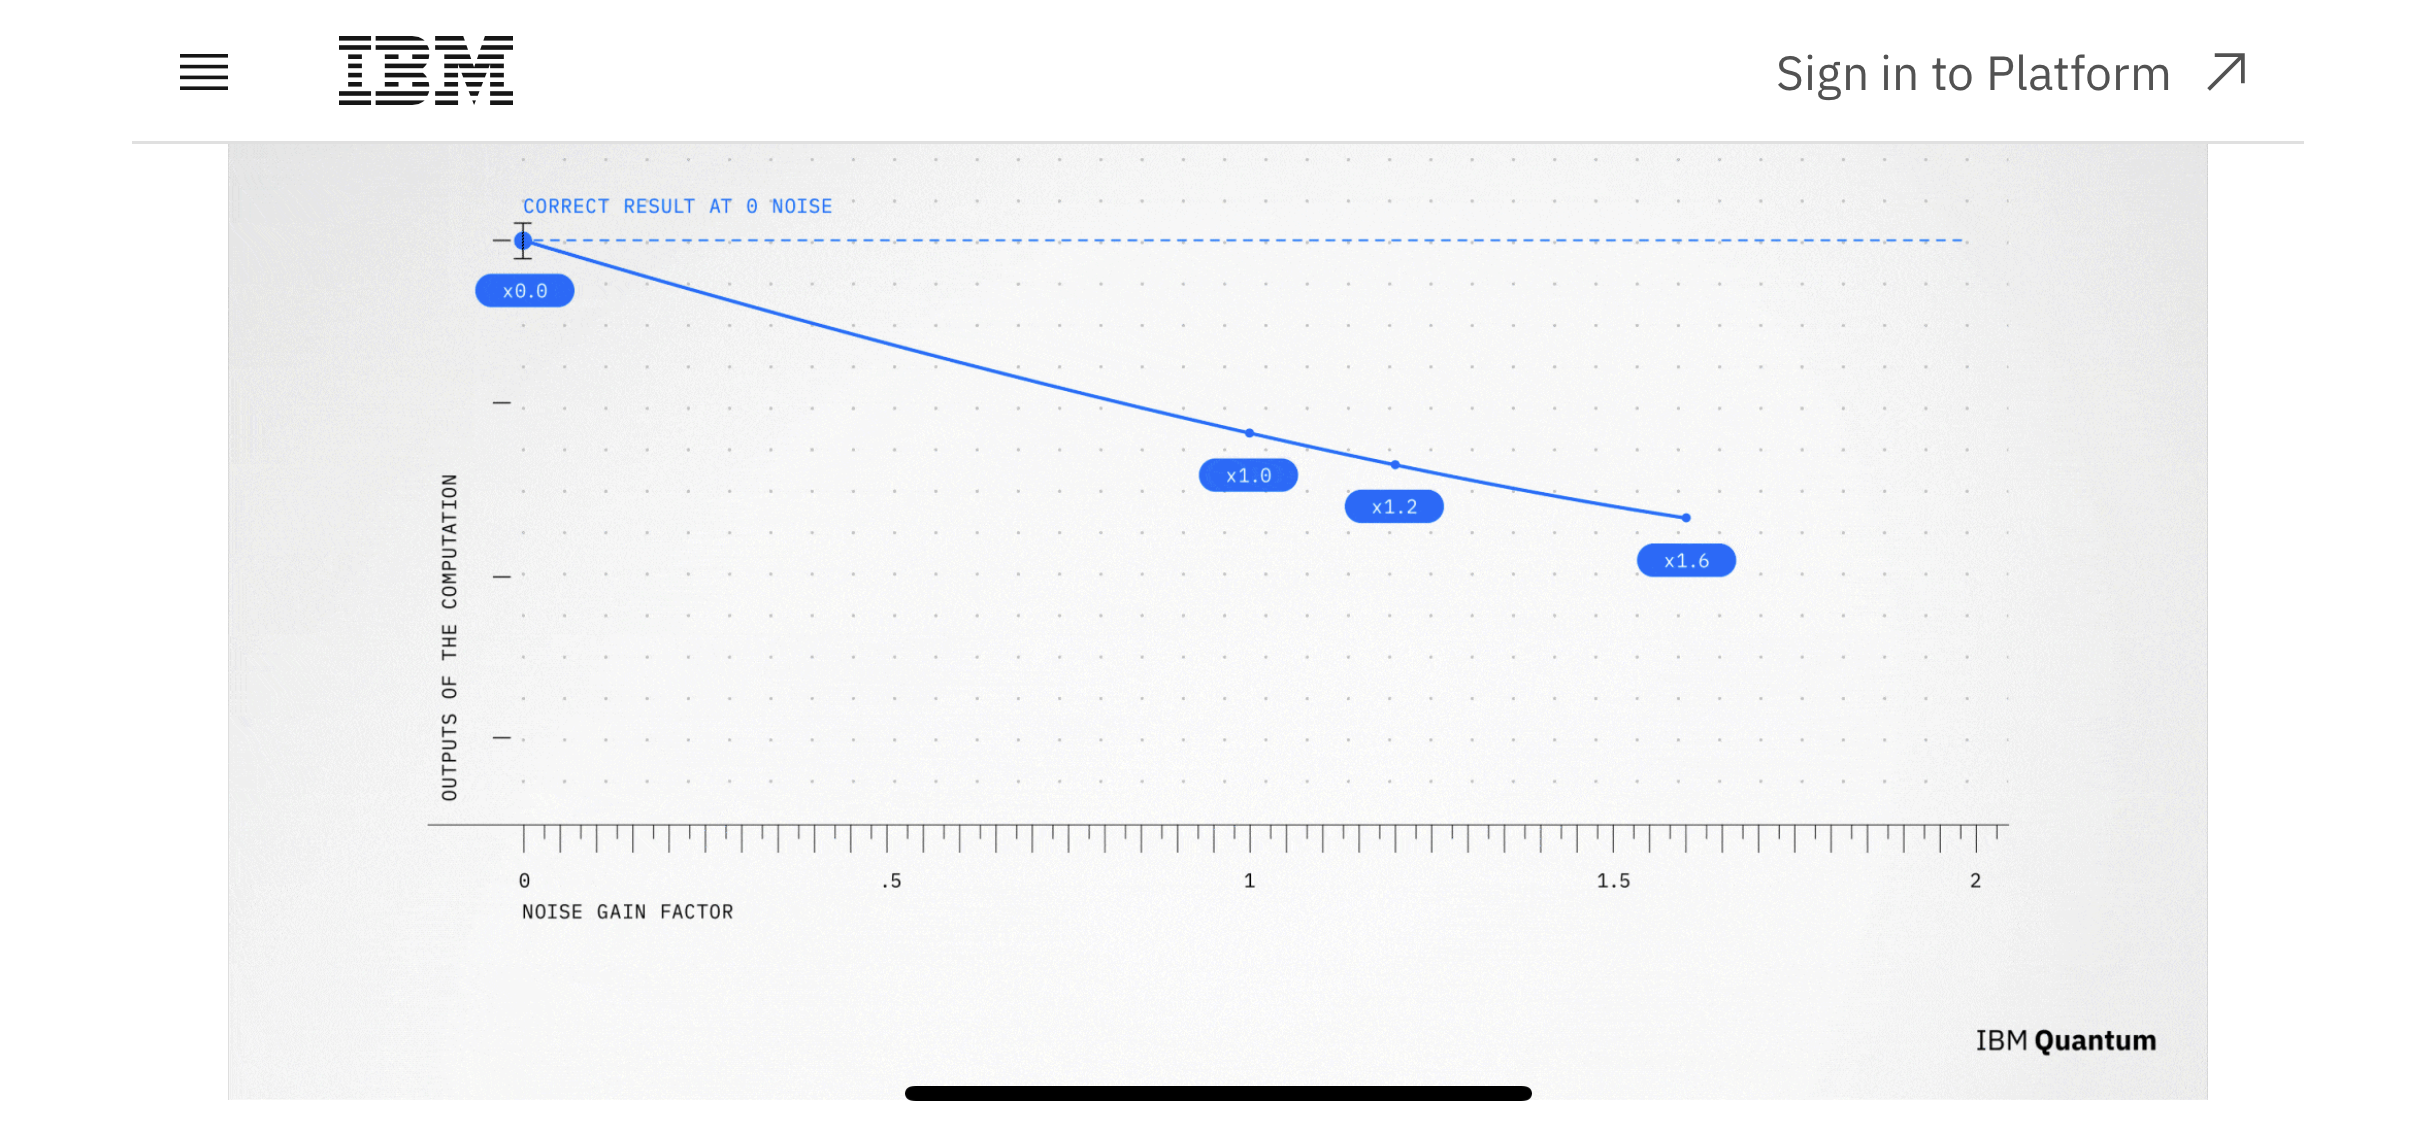 IBM
Sign in to Platform
CORRECT RESULT AT 0 NOISE
x0.0
x1.0
x1.2
x1.6
OUTPUTS OF THE COMPUTATION
0 .5 1 1.5 2
NOISE GAIN FACTOR
IBM Quantum